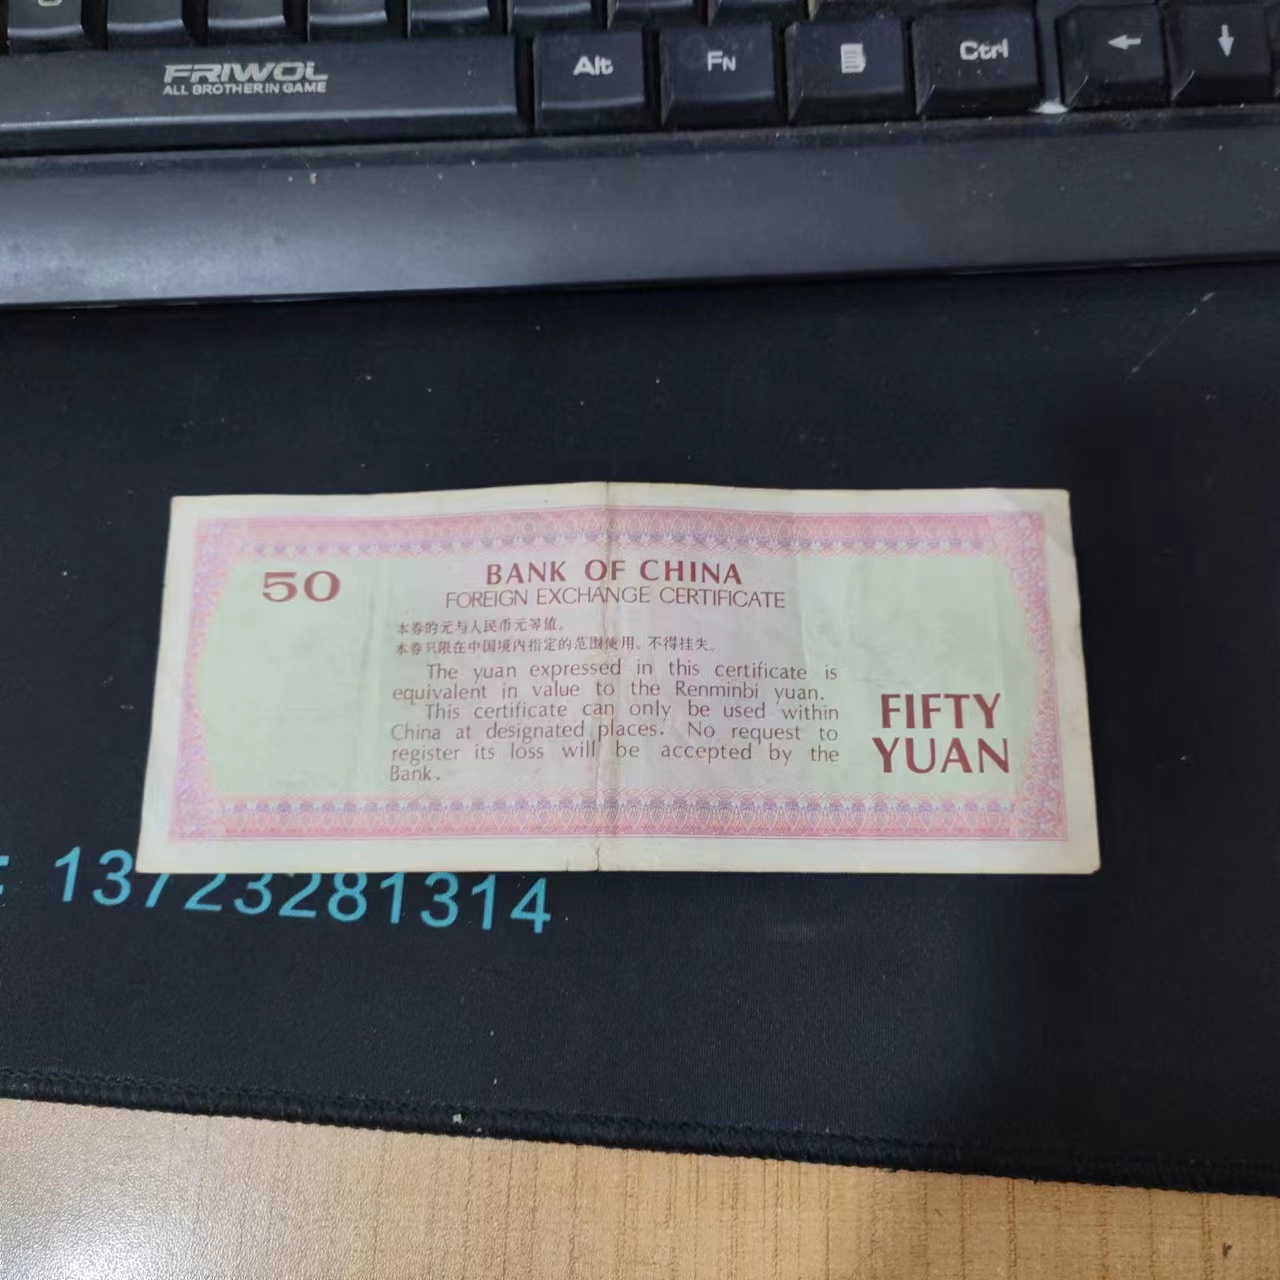 FRIWOL
ALL BROTHER IN GAME
Alt
FN
Ctrl
50
BANK OF CHINA
FOREIGN EXCHANGE CERTIFICATE
本券的元与人民币元等值。
本券只限在中国境内指定的范围使用。不得挂失。
The yuan expressed in this certificate is
equivalent in value to the Renminbi yuan.
This certificate can only be used within
China at designated places. No request to
register its loss will be accepted by the
Bank.
FIFTY
YUAN
: 13723281314